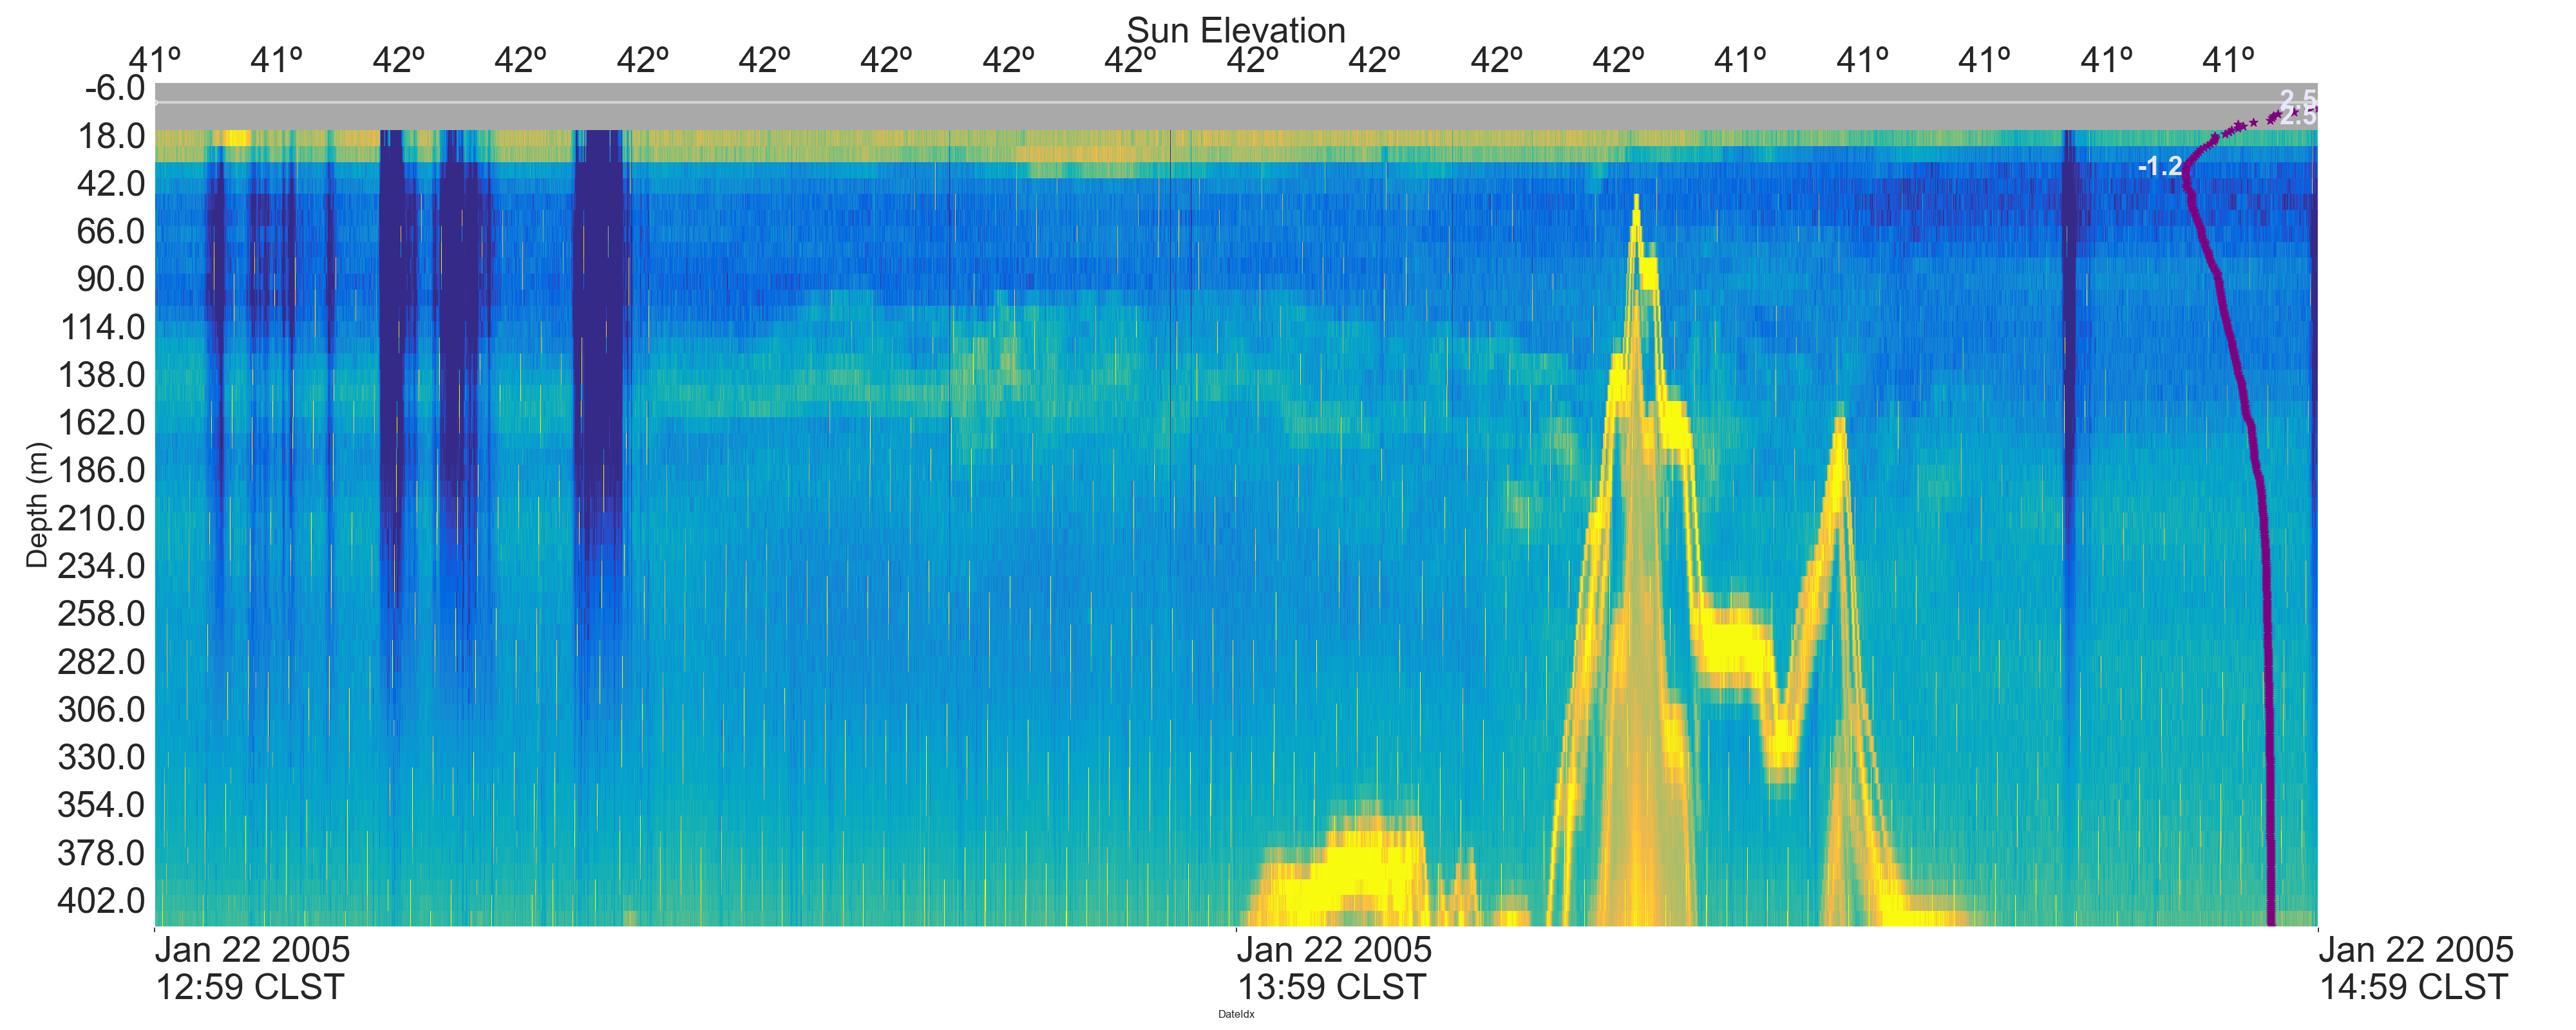 Sun Elevation
41º 41º 42º 42º 42º 42º 42º 42º 42º 42º 42º 42º 42º 41º 41º 41º 41º 41º
-6.0
2.5
2.5
18.0
-1.2
42.0
66.0
90.0
114.0
138.0
162.0
186.0
210.0
234.0
258.0
282.0
306.0
330.0
354.0
378.0
402.0
Depth (m)
Jan 22 2005
12:59 CLST
Jan 22 2005
13:59 CLST
Jan 22 2005
14:59 CLST
DateIdx